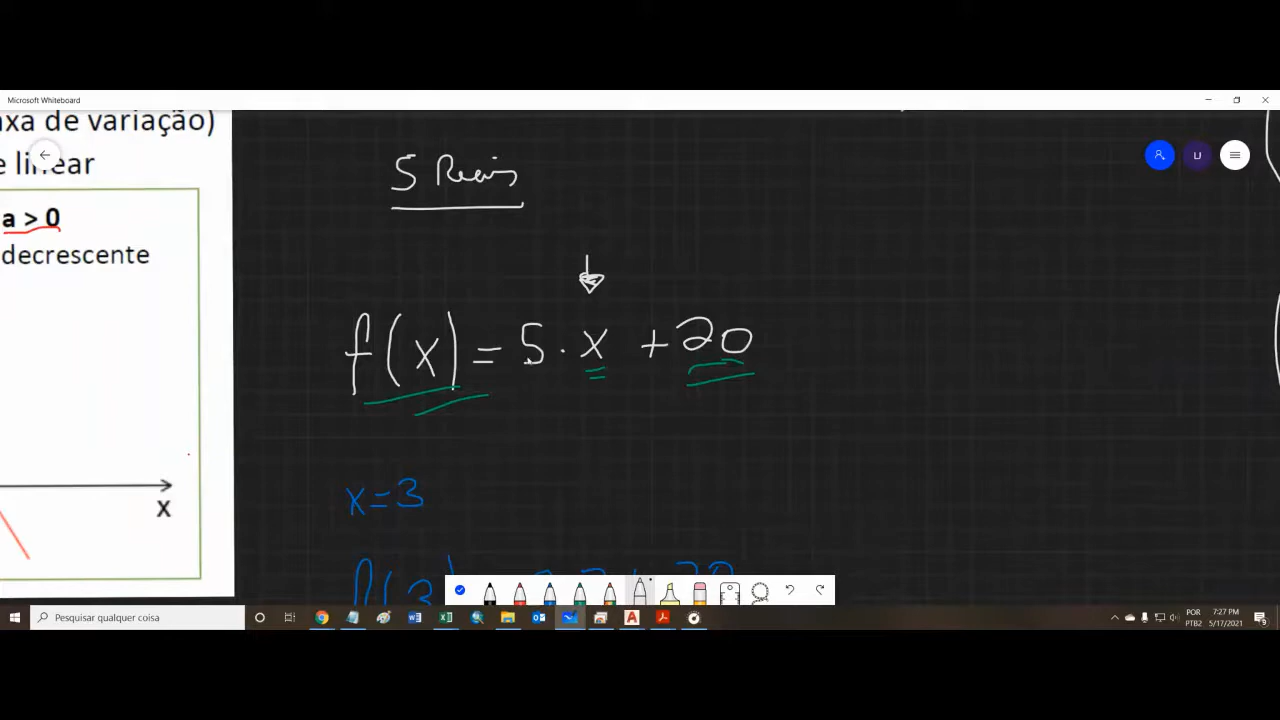 Microsoft Whiteboard
axa de variação)
e linear
a > 0
decrescente
X
5 Reais
f(x) = 5 . x + 20
x = 3
Pesquisar qualquer coisa
POR
PTB2
7:27 PM
5/17/2021
U